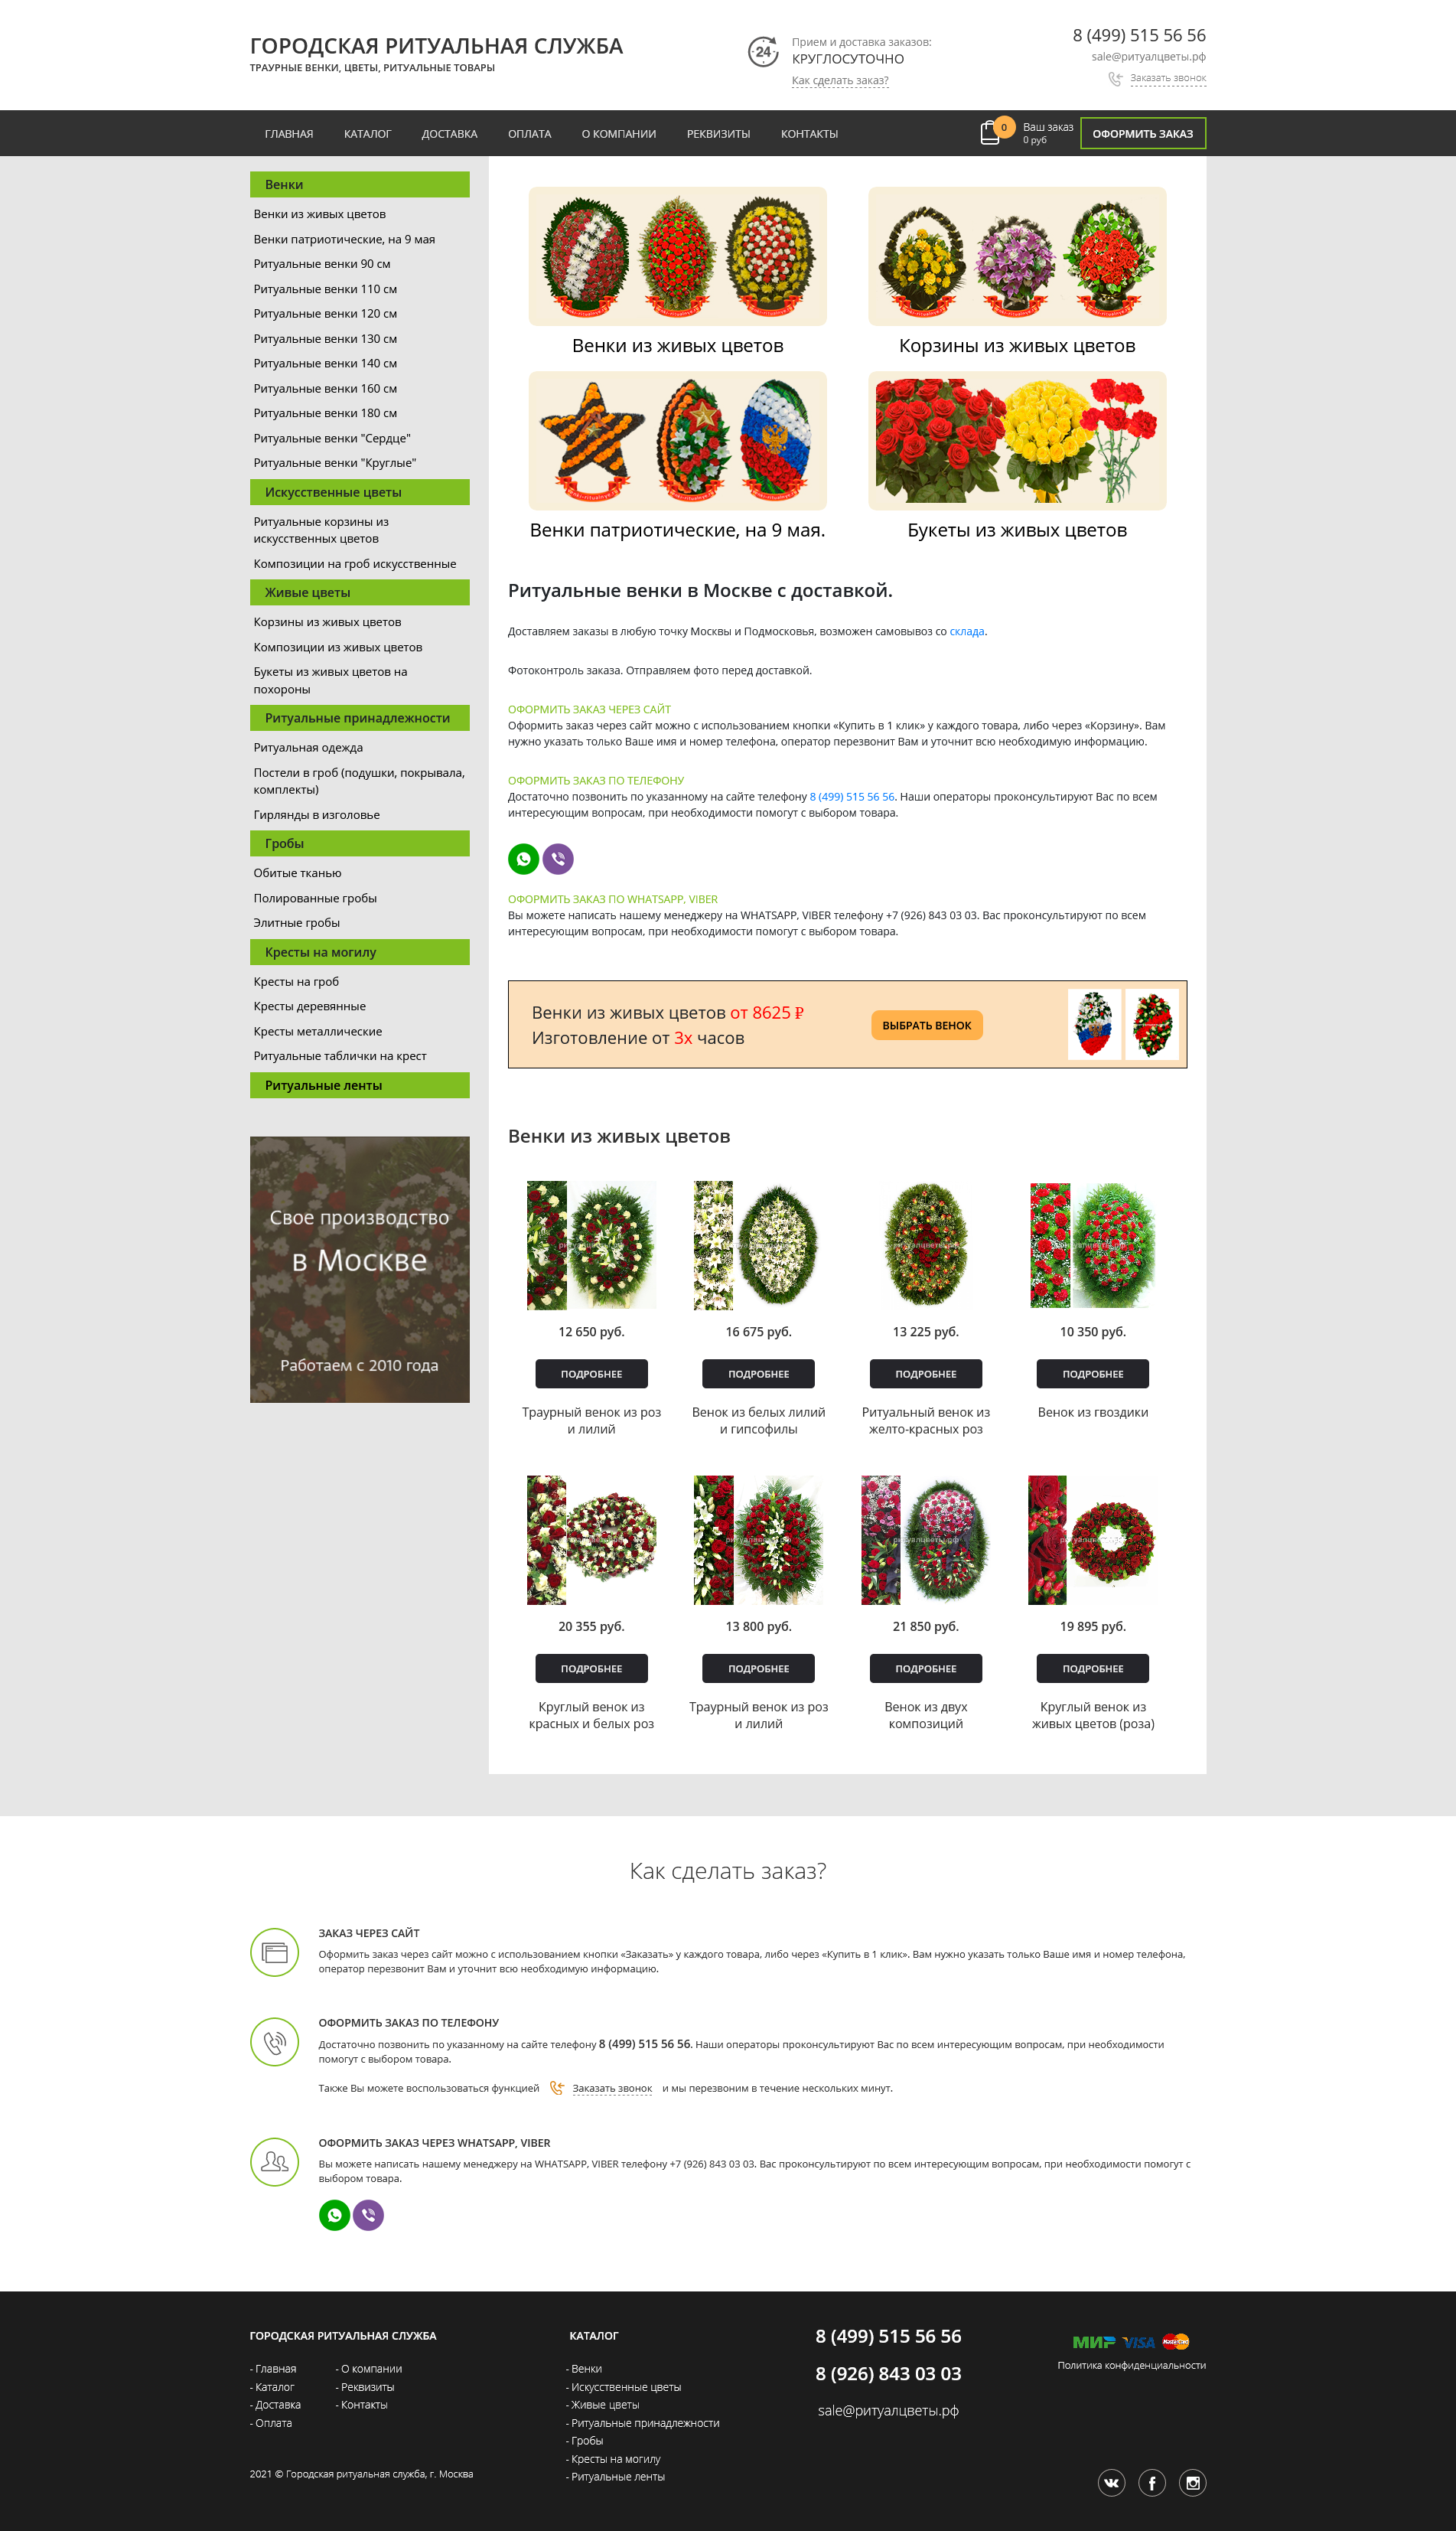 ГОРОДСКАЯ РИТУАЛЬНАЯ СЛУЖБА
ТРАУРНЫЕ ВЕНКИ, ЦВЕТЫ, РИТУАЛЬНЫЕ ТОВАРЫ
24
Прием и доставка заказов:
КРУГЛОСУТОЧНО
Как сделать заказ?
8 (499) 515 56 56
sale@ритуалцветы.рф
Заказать звонок
ГЛАВНАЯ КАТАЛОГ ДОСТАВКА ОПЛАТА О КОМПАНИИ РЕКВИЗИТЫ КОНТАКТЫ
0
Ваш заказ
0 руб
ОФОРМИТЬ ЗАКАЗ
Венки
Венки из живых цветов
Венки патриотические, на 9 мая
Ритуальные венки 90 см
Ритуальные венки 110 см
Ритуальные венки 120 см
Ритуальные венки 130 см
Ритуальные венки 140 см
Ритуальные венки 160 см
Ритуальные венки 180 см
Ритуальные венки "Сердце"
Ритуальные венки "Круглые"
Искусственные цветы
Ритуальные корзины из
искусственных цветов
Композиции на гроб искусственные
Живые цветы
Корзины из живых цветов
Композиции из живых цветов
Букеты из живых цветов на
похороны
Ритуальные принадлежности
Ритуальная одежда
Постели в гроб (подушки, покрывала,
комплекты)
Гирлянды в изголовье
Гробы
Обитые тканью
Полированные гробы
Элитные гробы
Кресты на могилу
Кресты на гроб
Кресты деревянные
Кресты металлические
Ритуальные таблички на крест
Ритуальные ленты
Свое производство
в Москве
Работаем с 2010 года
Венки из живых цветов
Корзины из живых цветов
Венки патриотические, на 9 мая.
Букеты из живых цветов
Ритуальные венки в Москве с доставкой.
Доставляем заказы в любую точку Москвы и Подмосковья, возможен самовывоз со склада.
Фотоконтроль заказа. Отправляем фото перед доставкой.
ОФОРМИТЬ ЗАКАЗ ЧЕРЕЗ САЙТ
Оформить заказ через сайт можно с использованием кнопки «Купить в 1 клик» у каждого товара, либо через «Корзину». Вам
нужно указать только Ваше имя и номер телефона, оператор перезвонит Вам и уточнит всю необходимую информацию.
ОФОРМИТЬ ЗАКАЗ ПО ТЕЛЕФОНУ
Достаточно позвонить по указанному на сайте телефону 8 (499) 515 56 56. Наши операторы проконсультируют Вас по всем
интересующим вопросам, при необходимости помогут с выбором товара.
ОФОРМИТЬ ЗАКАЗ ПО WHATSAPP, VIBER
Вы можете написать нашему менеджеру на WHATSAPP, VIBER телефону +7 (926) 843 03 03. Вас проконсультируют по всем
интересующим вопросам, при необходимости помогут с выбором товара.
Венки из живых цветов от 8625 ₽
Изготовление от 3х часов
ВЫБРАТЬ ВЕНОК
Венки из живых цветов
12 650 руб. 16 675 руб. 13 225 руб. 10 350 руб.
ПОДРОБНЕЕ ПОДРОБНЕЕ ПОДРОБНЕЕ ПОДРОБНЕЕ
Траурный венок из роз
и лилий
Венок из белых лилий
и гипсофилы
Ритуальный венок из
желто-красных роз
Венок из гвоздики
20 355 руб. 13 800 руб. 21 850 руб. 19 895 руб.
ПОДРОБНЕЕ ПОДРОБНЕЕ ПОДРОБНЕЕ ПОДРОБНЕЕ
Круглый венок из
красных и белых роз
Траурный венок из роз
и лилий
Венок из двух
композиций
Круглый венок из
живых цветов (роза)
Как сделать заказ?
ЗАКАЗ ЧЕРЕЗ САЙТ
Оформить заказ через сайт можно с использованием кнопки «Заказать» у каждого товара, либо через «Купить в 1 клик». Вам нужно указать только Ваше имя и номер телефона,
оператор перезвонит Вам и уточнит всю необходимую информацию.
ОФОРМИТЬ ЗАКАЗ ПО ТЕЛЕФОНУ
Достаточно позвонить по указанному на сайте телефону 8 (499) 515 56 56. Наши операторы проконсультируют Вас по всем интересующим вопросам, при необходимости
помогут с выбором товара.
Также Вы можете воспользоваться функцией Заказать звонок и мы перезвоним в течение нескольких минут.
ОФОРМИТЬ ЗАКАЗ ЧЕРЕЗ WHATSAPP, VIBER
Вы можете написать нашему менеджеру на WHATSAPP, VIBER телефону +7 (926) 843 03 03. Вас проконсультируют по всем интересующим вопросам, при необходимости помогут с
выбором товара.
ГОРОДСКАЯ РИТУАЛЬНАЯ СЛУЖБА
- Главная
- Каталог
- Доставка
- Оплата
- О компании
- Реквизиты
- Контакты
2021 © Городская ритуальная служба, г. Москва
КАТАЛОГ
- Венки
- Искусственные цветы
- Живые цветы
- Ритуальные принадлежности
- Гробы
- Кресты на могилу
- Ритуальные ленты
8 (499) 515 56 56
8 (926) 843 03 03
sale@ритуалцветы.рф
МИР VISA
Политика конфиденциальности